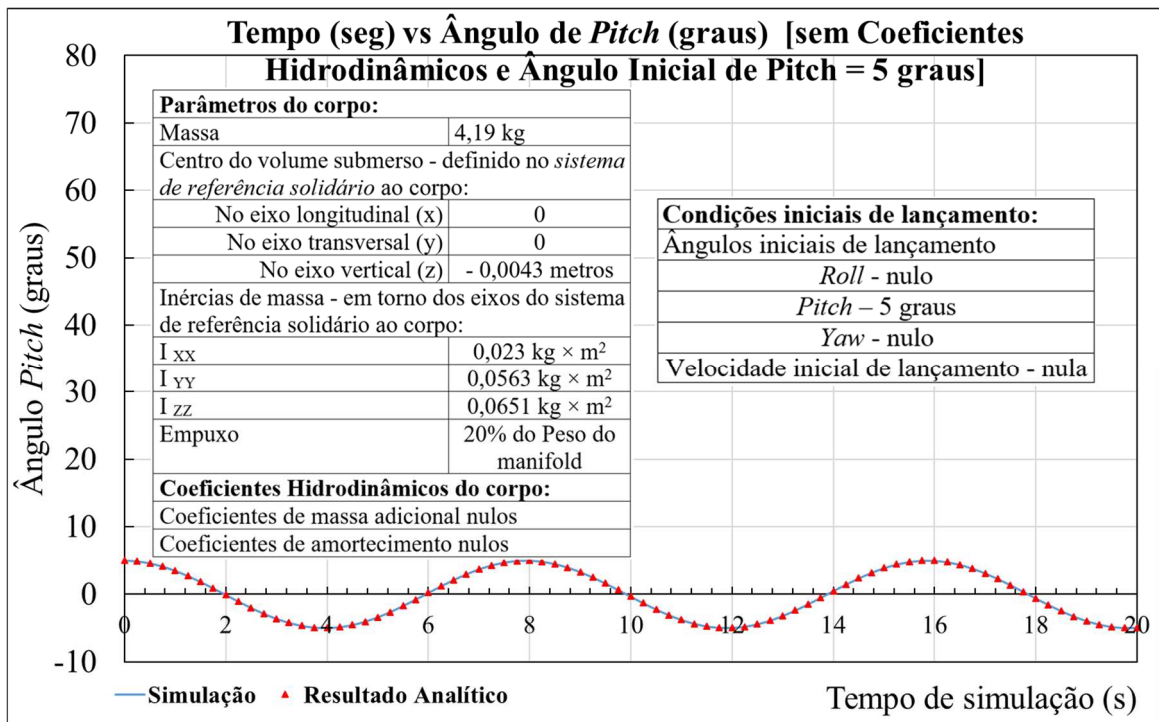 Tempo (seg) vs Ângulo de Pitch (graus) [sem Coeficientes
Hidrodinâmicos e Ângulo Inicial de Pitch = 5 graus]
Ângulo Pitch (graus)
80
70
60
50
40
30
20
10
0
-10
Parâmetros do corpo:
Massa 4,19 kg
Centro do volume submerso - definido no sistema
de referência solidário ao corpo:
No eixo longitudinal (x) 0
No eixo transversal (y) 0
No eixo vertical (z) - 0,0043 metros
Inércias de massa - em torno dos eixos do sistema
de referência solidário ao corpo:
I XX 0,023 kg × m²
I YY 0,0563 kg × m²
I ZZ 0,0651 kg × m²
Empuxo 20% do Peso do
manifold
Coeficientes Hidrodinâmicos do corpo:
Coeficientes de massa adicional nulos
Coeficientes de amortecimento nulos
Condições iniciais de lançamento:
Ângulos iniciais de lançamento
Roll - nulo
Pitch – 5 graus
Yaw - nulo
Velocidade inicial de lançamento - nula
0 2 4 6 8 10 12 14 16 18 20
Simulação Resultado Analítico
Tempo de simulação (s)